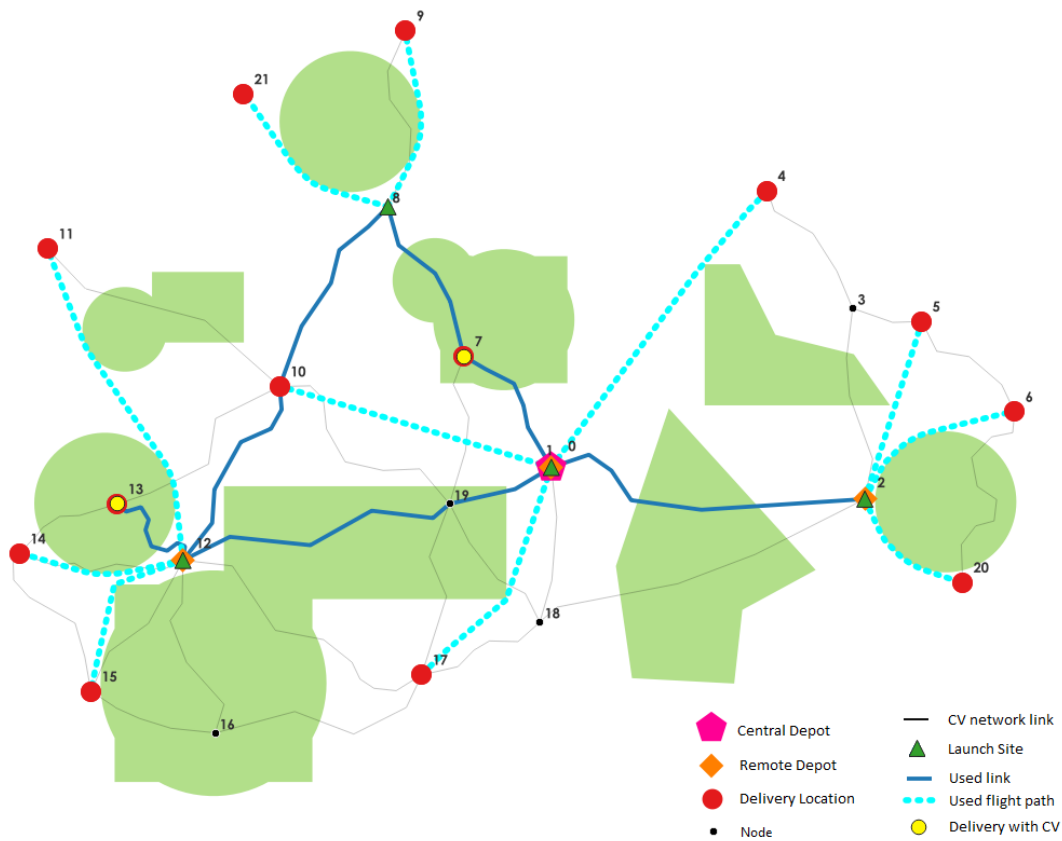 9
21
4
8
11
3
5
7
10
6
1 0
2
13
19
14
12
20
18
17
15
16
Central Depot
Remote Depot
Delivery Location
Node
CV network link
Launch Site
Used link
Used flight path
Delivery with CV